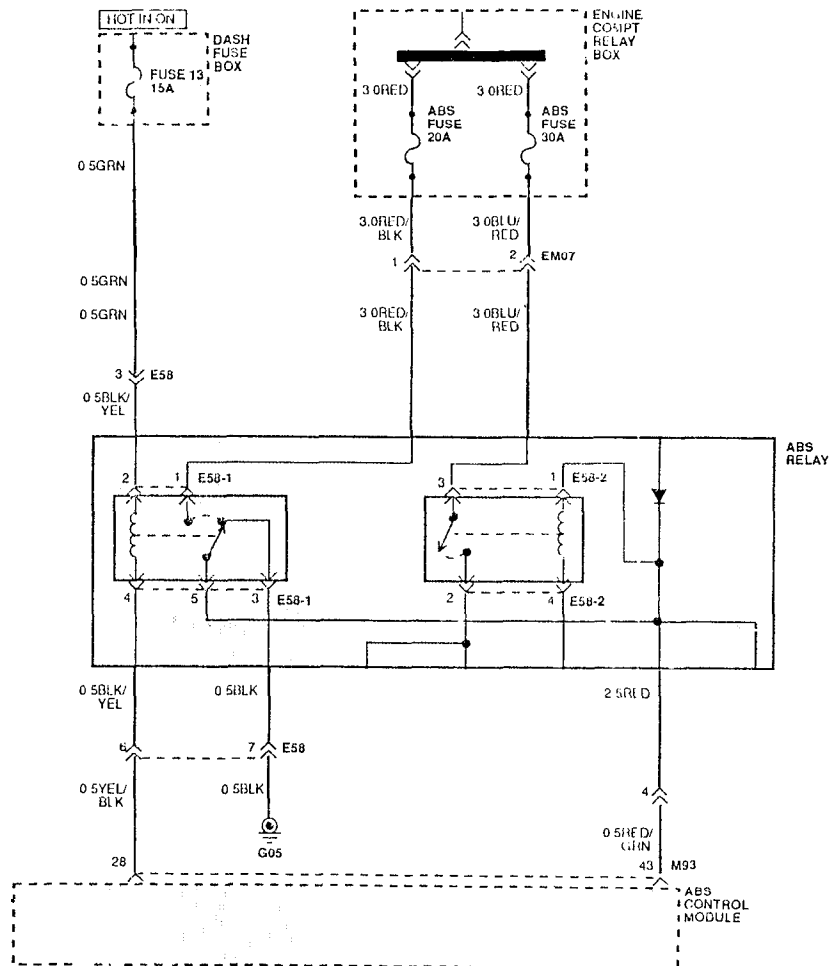 HOT IN ON
DASH
FUSE
BOX
FUSE 13
15A
ENGINE
COMPT
RELAY
BOX
3.0RED
3.0RED
ABS
FUSE
20A
ABS
FUSE
30A
0.5GRN
3.0RED/
BLK
3.0BLU/
RED
1
2
EM07
0.5GRN
0.5GRN
3.0RED/
BLK
3.0BLU/
RED
3
E58
0.5BLK/
YEL
ABS
RELAY
2
1
E58-1
3
1
E58-2
4
5
3
E58-1
2
4
E58-2
0.5BLK/
YEL
0.5BLK
2.5RED
6
7
E58
0.5YEL/
BLK
0.5BLK
4
0.5RED/
GRN
G05
28
43
M93
ABS
CONTROL
MODULE